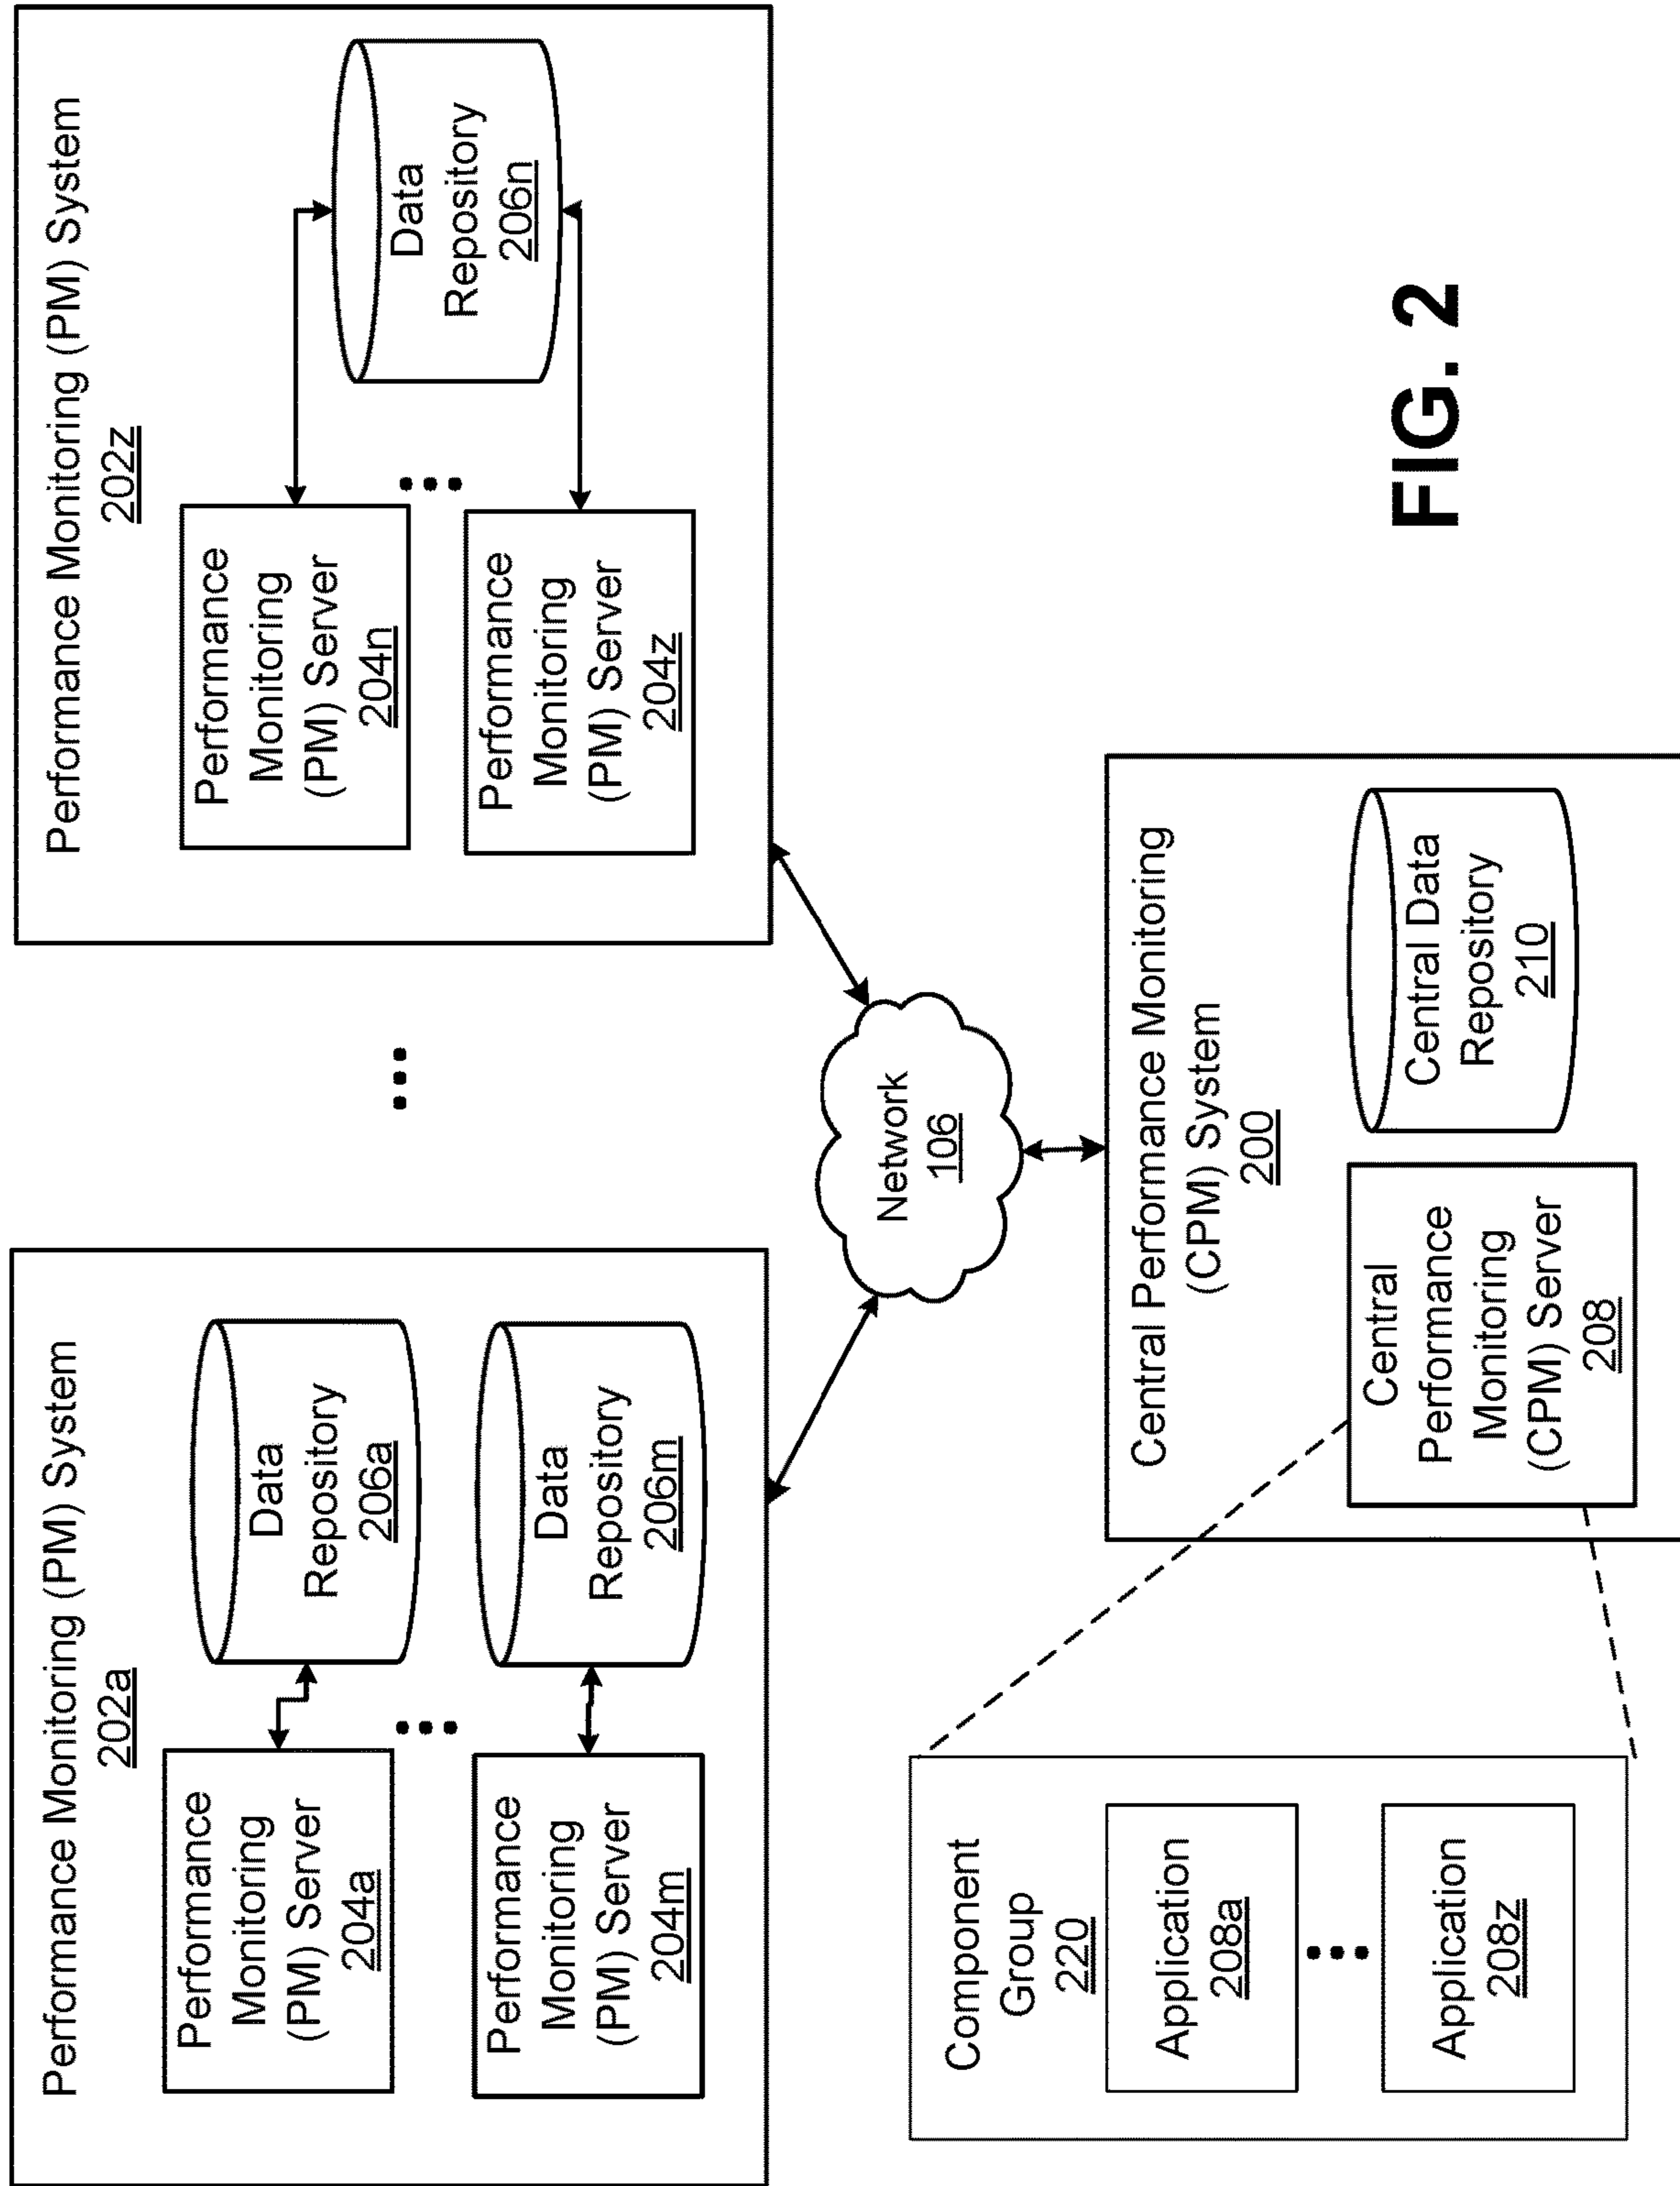 Performance Monitoring (PM) System
202a
Performance
Monitoring
(PM) Server
204a
Data
Repository
206a
Performance
Monitoring
(PM) Server
204m
Data
Repository
206m
Performance Monitoring (PM) System
202z
Performance
Monitoring
(PM) Server
204n
Performance
Monitoring
(PM) Server
204z
Data
Repository
206n
Network
106
Component
Group
220
Application
208a
Application
208z
Central Performance Monitoring
(CPM) System
200
Central
Performance
Monitoring
(CPM) Server
208
Central Data
Repository
210
FIG. 2